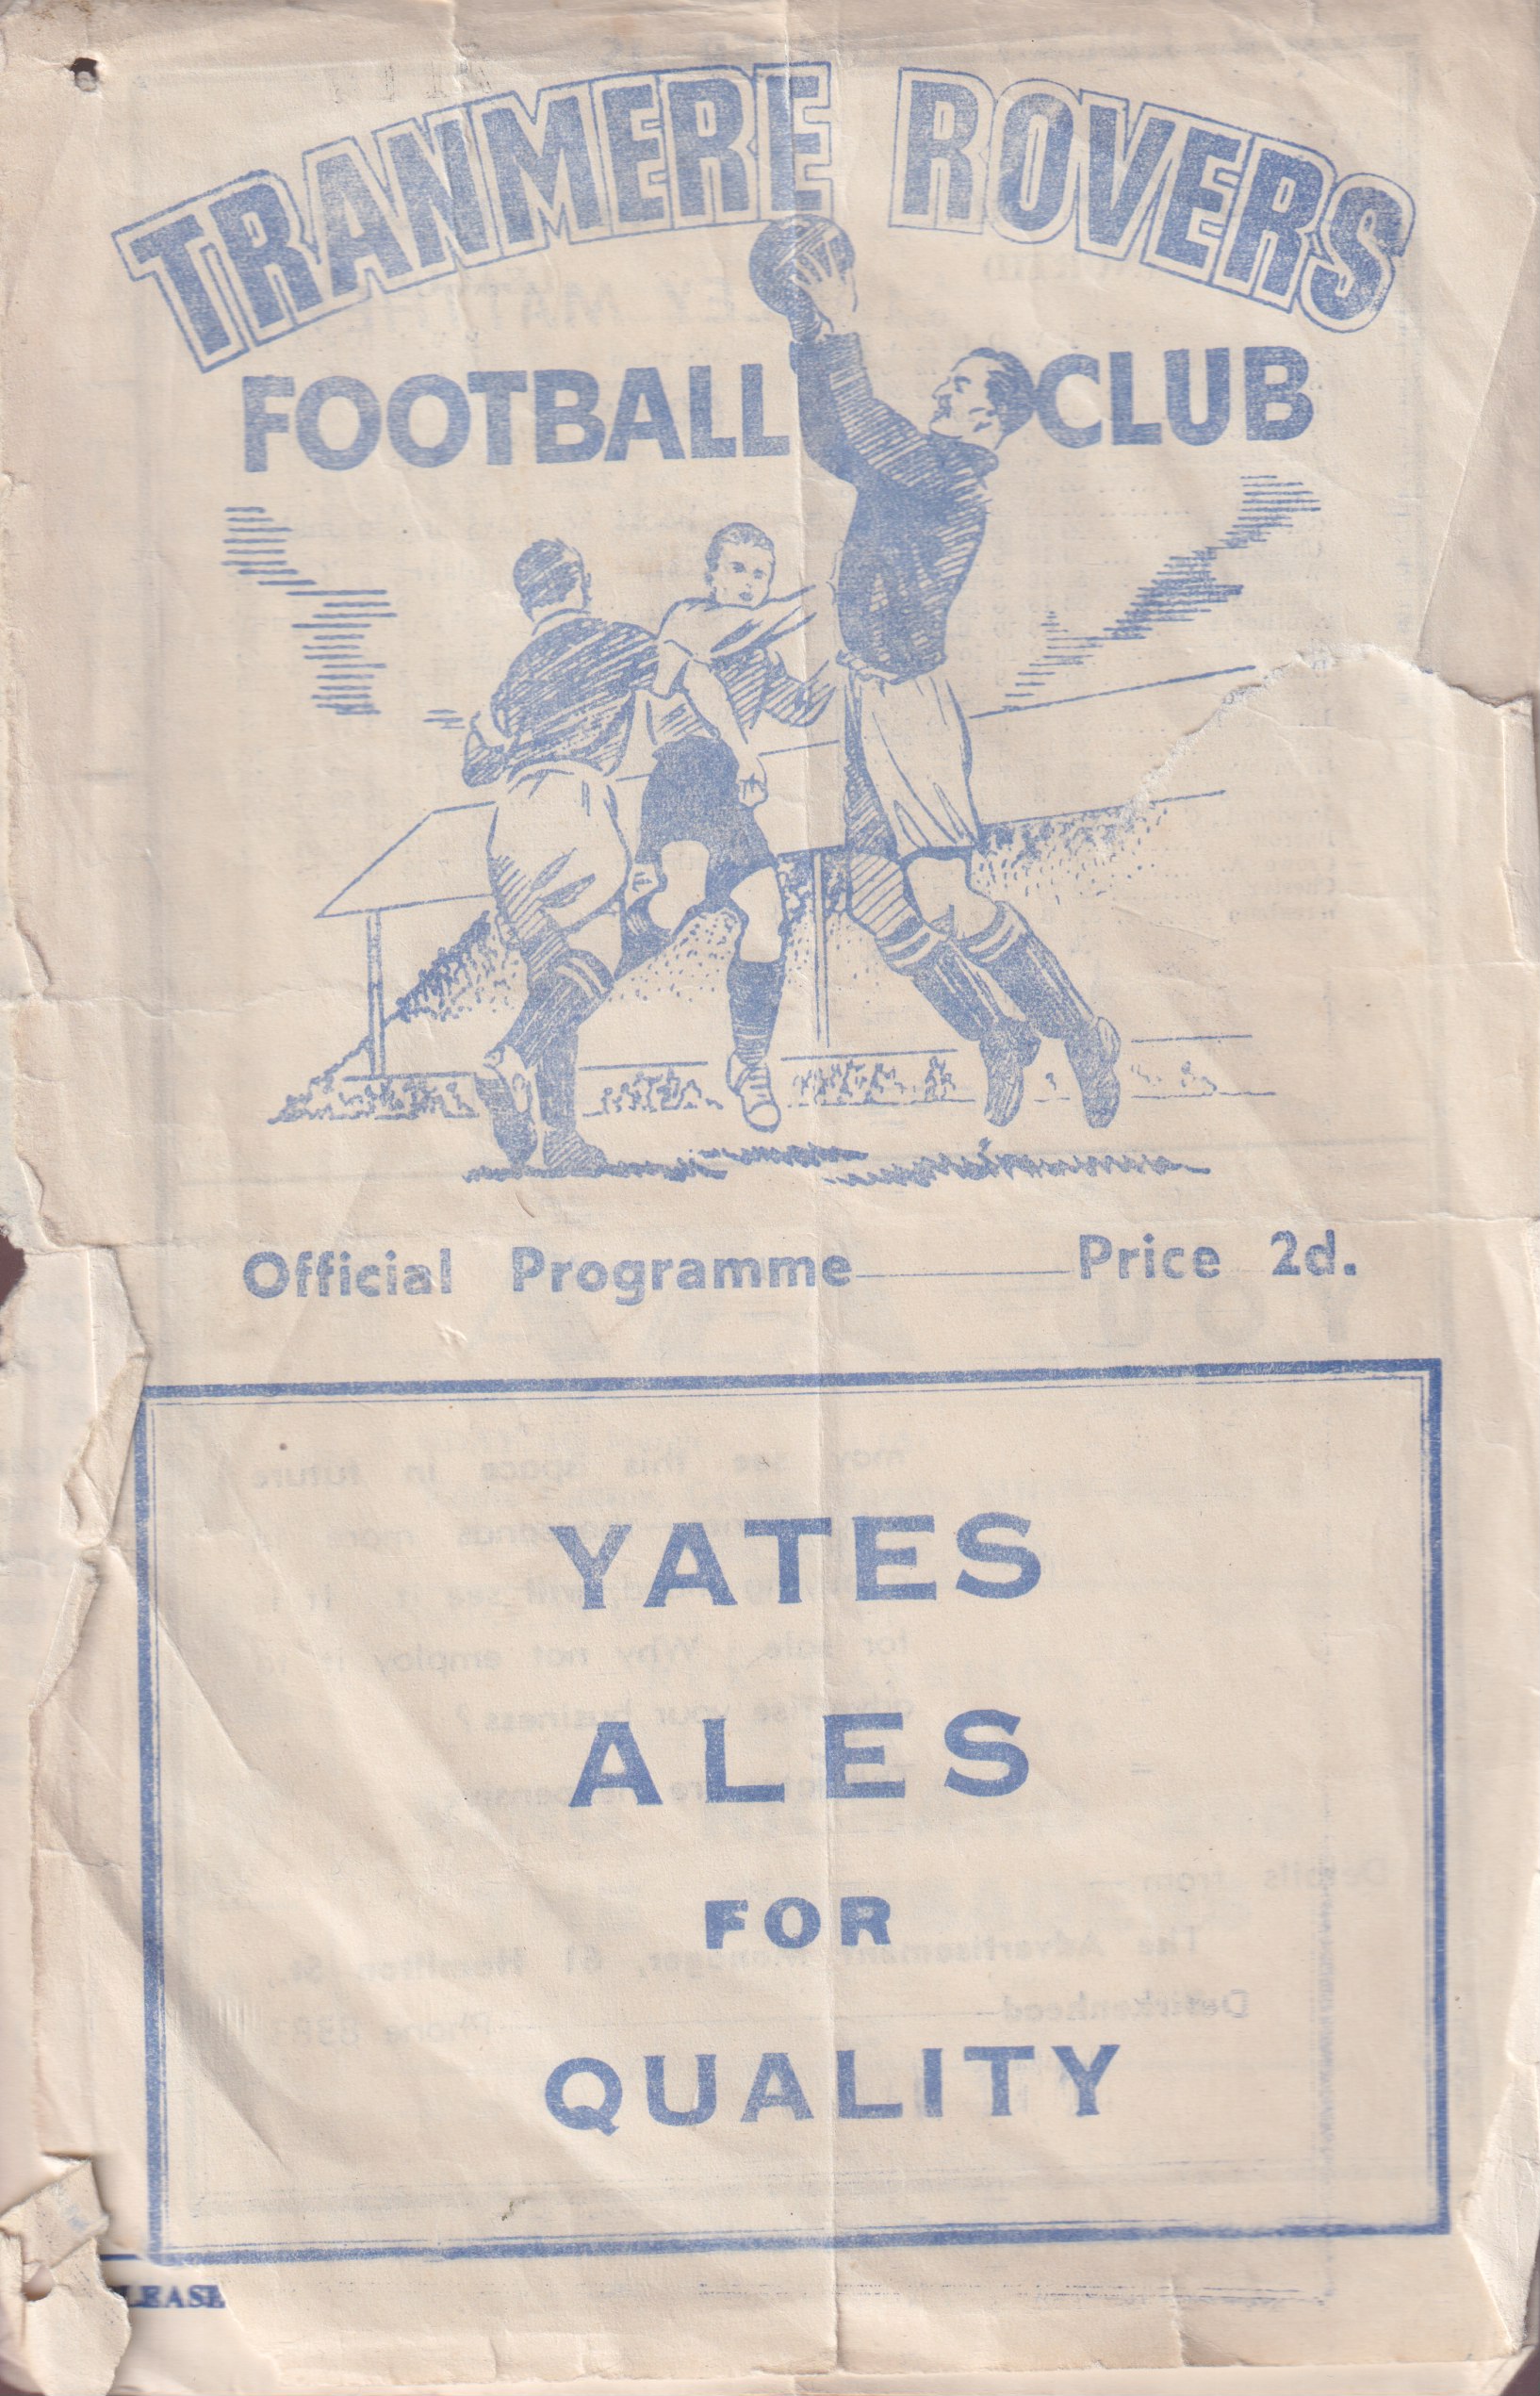 TRANMERE ROVERS
FOOTBALL CLUB
Official Programme Price 2d.
YATES
ALES
FOR
QUALITY
LEASE